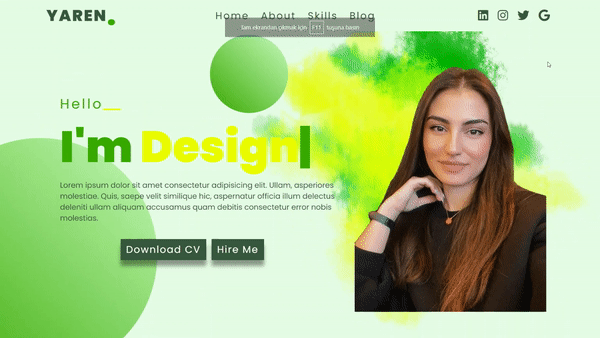 YAREN.
Home About Skills Blog
Tam ekrandan çıkmak için F11 tuşuna basın
Hello__
I'm Design|
Lorem ipsum dolor sit amet consectetur adipisicing elit. Ullam, asperiores
molestiae. Quis, saepe velit similique hic, aspernatur officia illum delectus
deleniti ullam aliquam accusamus quam debitis consectetur error nobis
molestias.
Download CV Hire Me